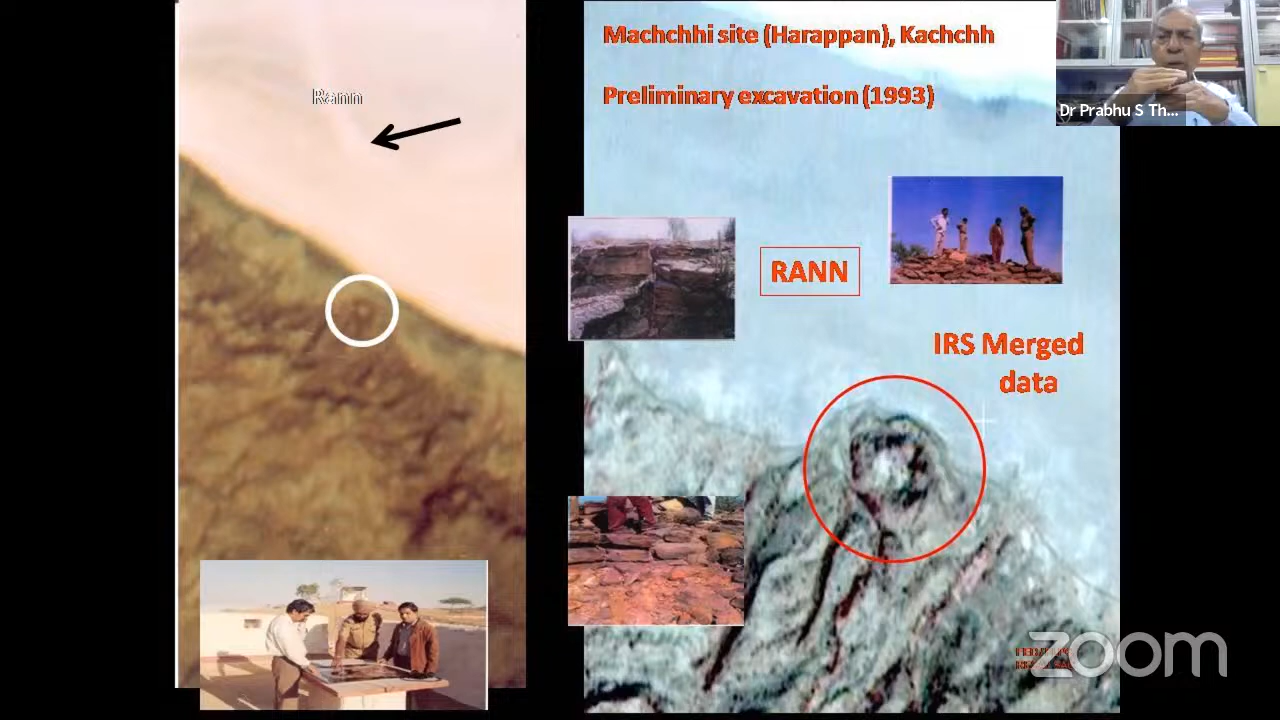 Rann
Machchhi site (Harappan), Kachchh
Preliminary excavation (1993)
RANN
IRS Merged
data
Dr Prabhu S Th...
zoom